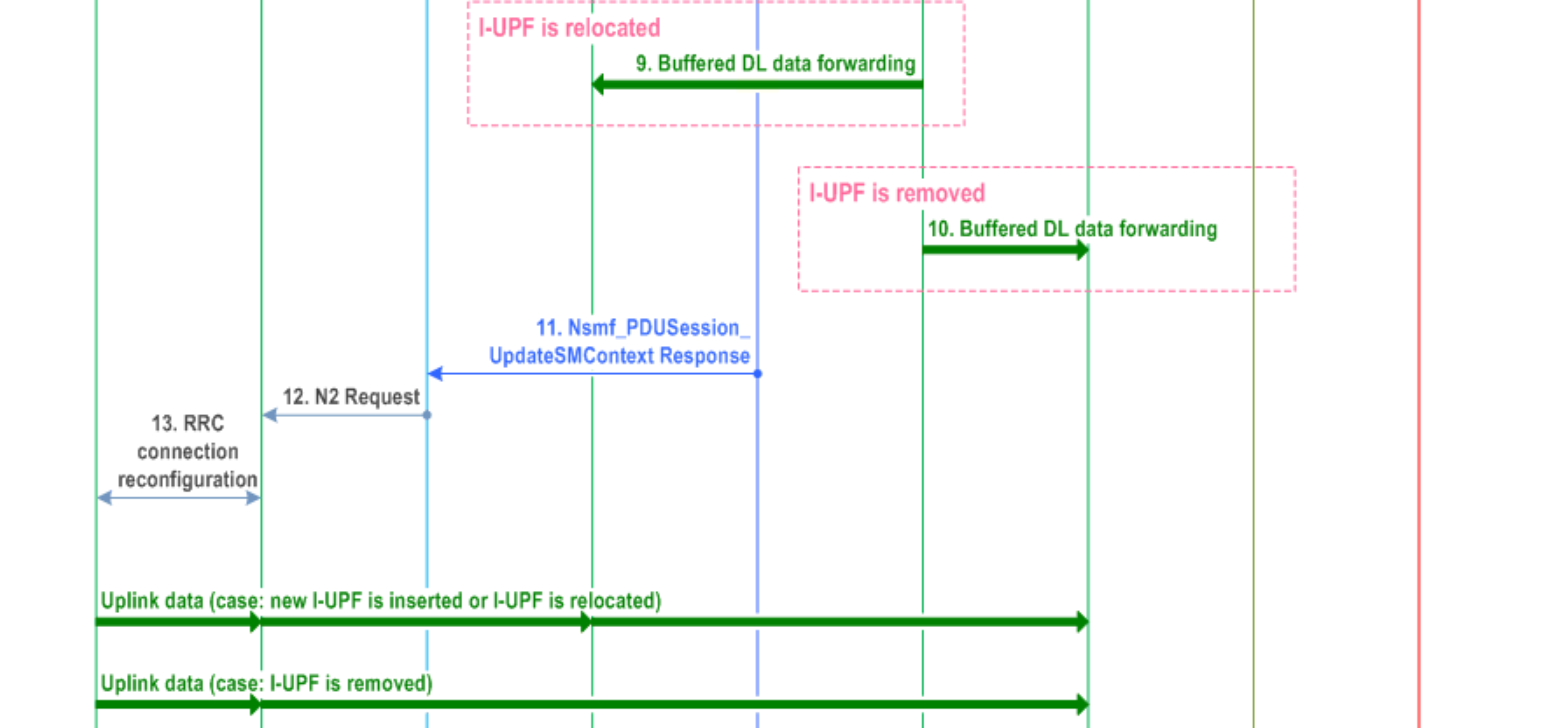 I-UPF is relocated
9. Buffered DL data forwarding
I-UPF is removed
10. Buffered DL data forwarding
11. Nsmf_PDUSession_
UpdateSMContext Response
12. N2 Request
13. RRC
connection
reconfiguration
Uplink data (case: new I-UPF is inserted or I-UPF is relocated)
Uplink data (case: I-UPF is removed)